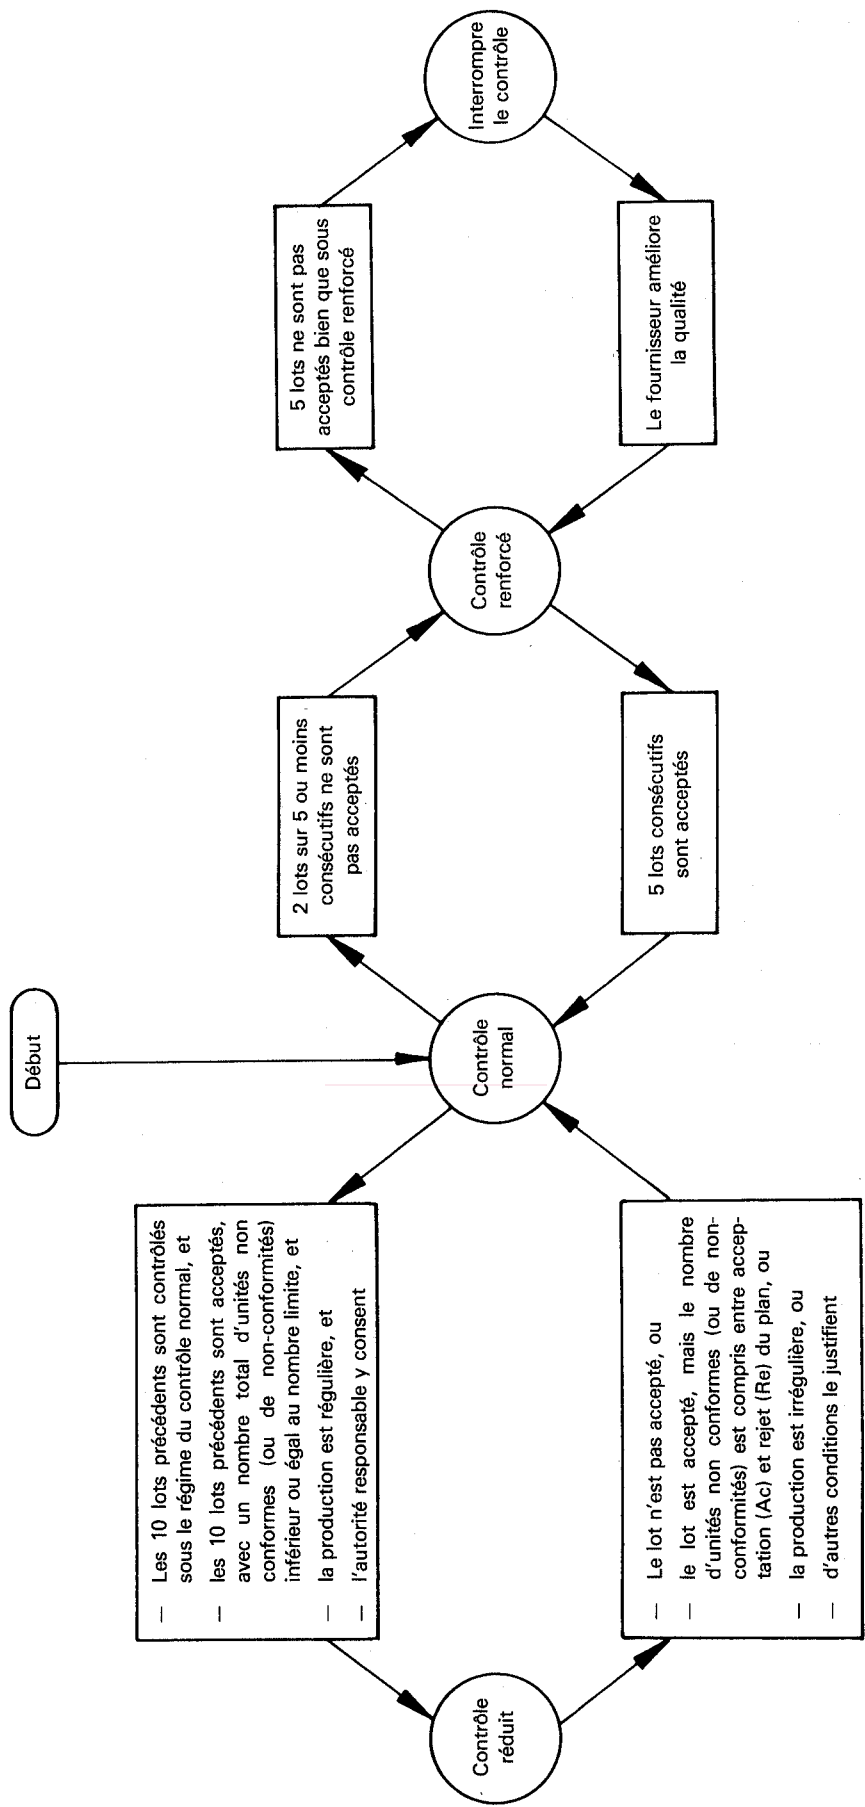 Début
— Les 10 lots précédents sont contrôlés
sous le régime du contrôle normal, et
— les 10 lots précédents sont acceptés,
avec un nombre total d'unités non
conformes (ou de non-conformités)
inférieur ou égal au nombre limite, et
— la production est régulière, et
— l'autorité responsable y consent
2 lots sur 5 ou moins
consécutifs ne sont
pas acceptés
5 lots ne sont pas
acceptés bien que sous
contrôle renforcé
Contrôle
réduit
Contrôle
normal
Contrôle
renforcé
Interrompre
le contrôle
— Le lot n'est pas accepté, ou
— le lot est accepté, mais le nombre
d'unités non conformes (ou de non-
conformités) est compris entre accep-
tation (Ac) et rejet (Re) du plan, ou
— la production est irrégulière, ou
— d'autres conditions le justifient
5 lots consécutifs
sont acceptés
Le fournisseur améliore
la qualité